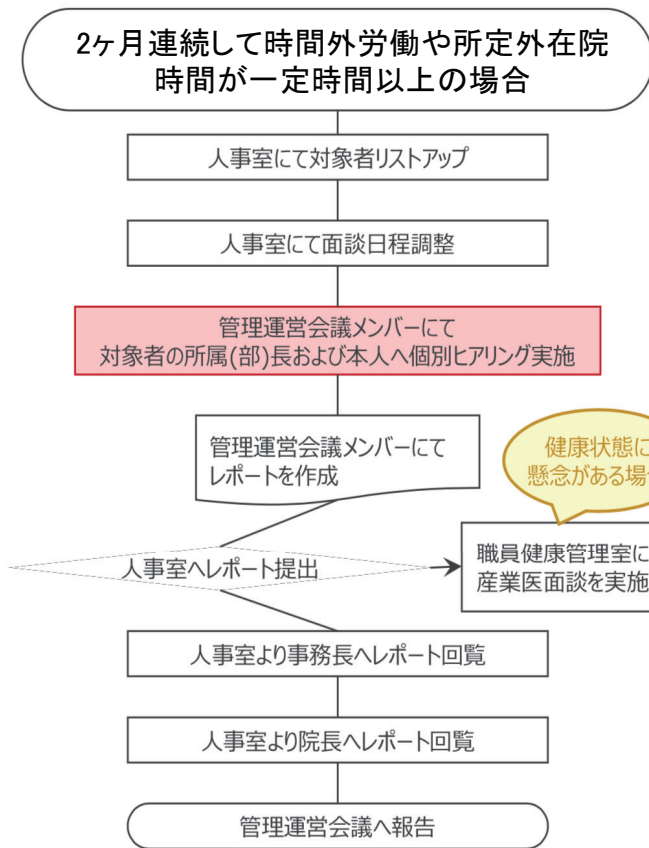 2ヶ月連続して時間外労働や所定外在院
時間が一定時間以上の場合
人事室にて対象者リストアップ
人事室にて面談日程調整
管理運営会議メンバーにて
対象者の所属(部)長および本人へ個別ヒアリング実施
管理運営会議メンバーにて
レポートを作成
健康状態に
懸念がある場
人事室へレポート提出
職員健康管理室に
産業医面談を実施
人事室より事務長へレポート回覧
人事室より院長へレポート回覧
管理運営会議へ報告